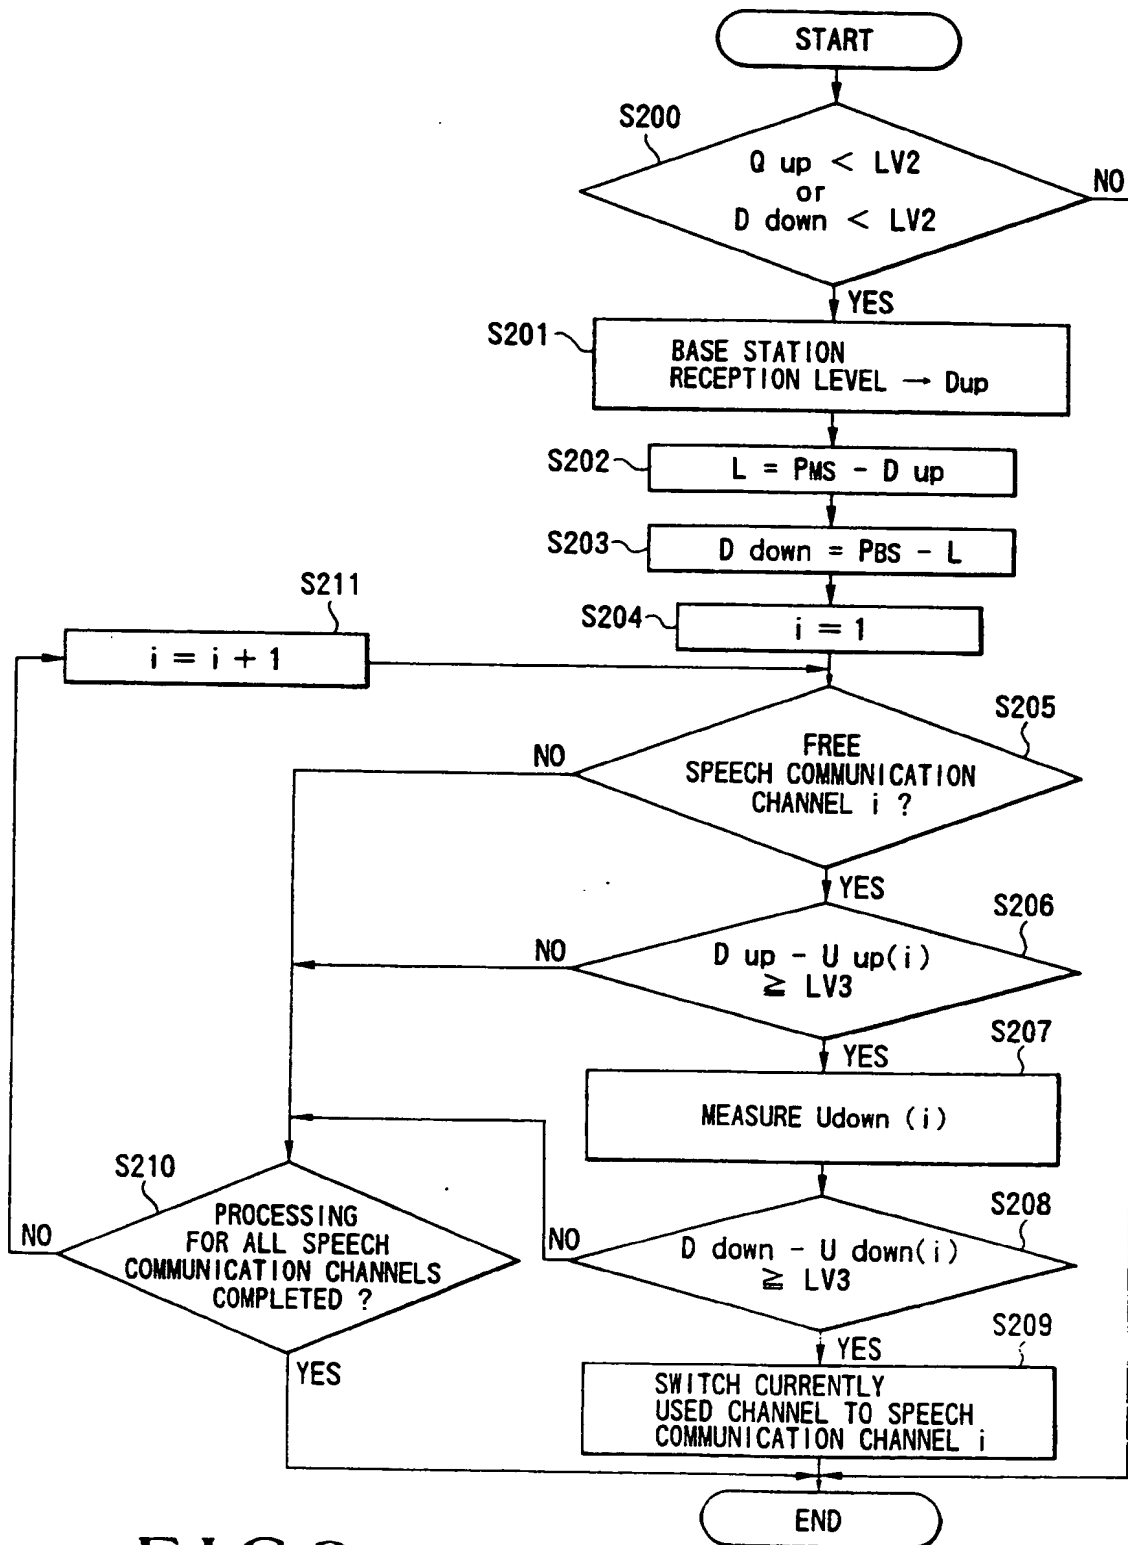 START
S200
Q up < LV2
or
D down < LV2
NO
YES
S201
BASE STATION
RECEPTION LEVEL → Dup
S202
L = PMS - D up
S203
D down = PBS - L
S204
i = 1
S211
i = i + 1
S205
FREE
SPEECH COMMUNICATION
CHANNEL i ?
NO
YES
S206
D up - U up(i)
≧ LV3
NO
YES
S207
MEASURE Udown (i)
S208
D down - U down(i)
≧ LV3
NO
YES
S210
PROCESSING
FOR ALL SPEECH
COMMUNICATION CHANNELS
COMPLETED ?
NO
YES
S209
SWITCH CURRENTLY
USED CHANNEL TO SPEECH
COMMUNICATION CHANNEL i
END